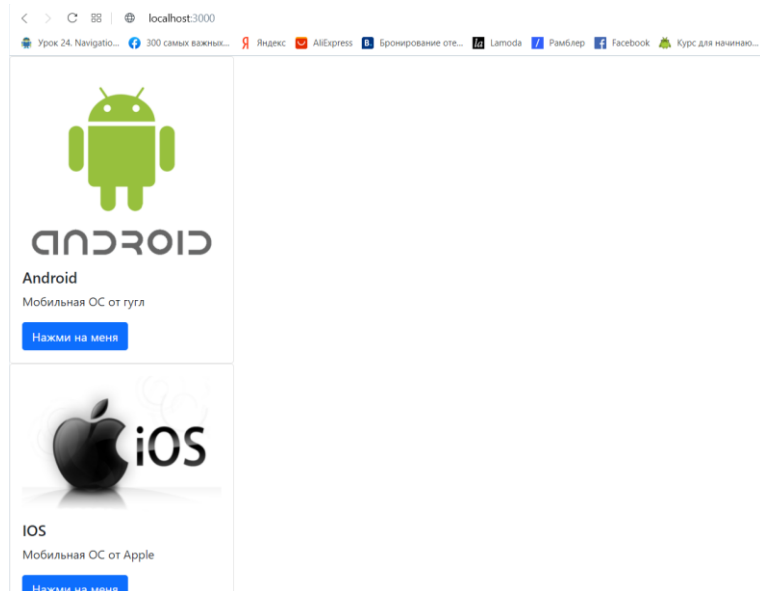 localhost:3000
Урок 24. Navigatio... 300 самых важных... Яндекс AliExpress B. Бронирование оте... la Lamoda Рамблер Facebook Курс для начинаю...
ANDROID
Android
Мобильная ОС от гугл
Нажми на меня
iOS
IOS
Мобильная ОС от Apple
Нажми на меня